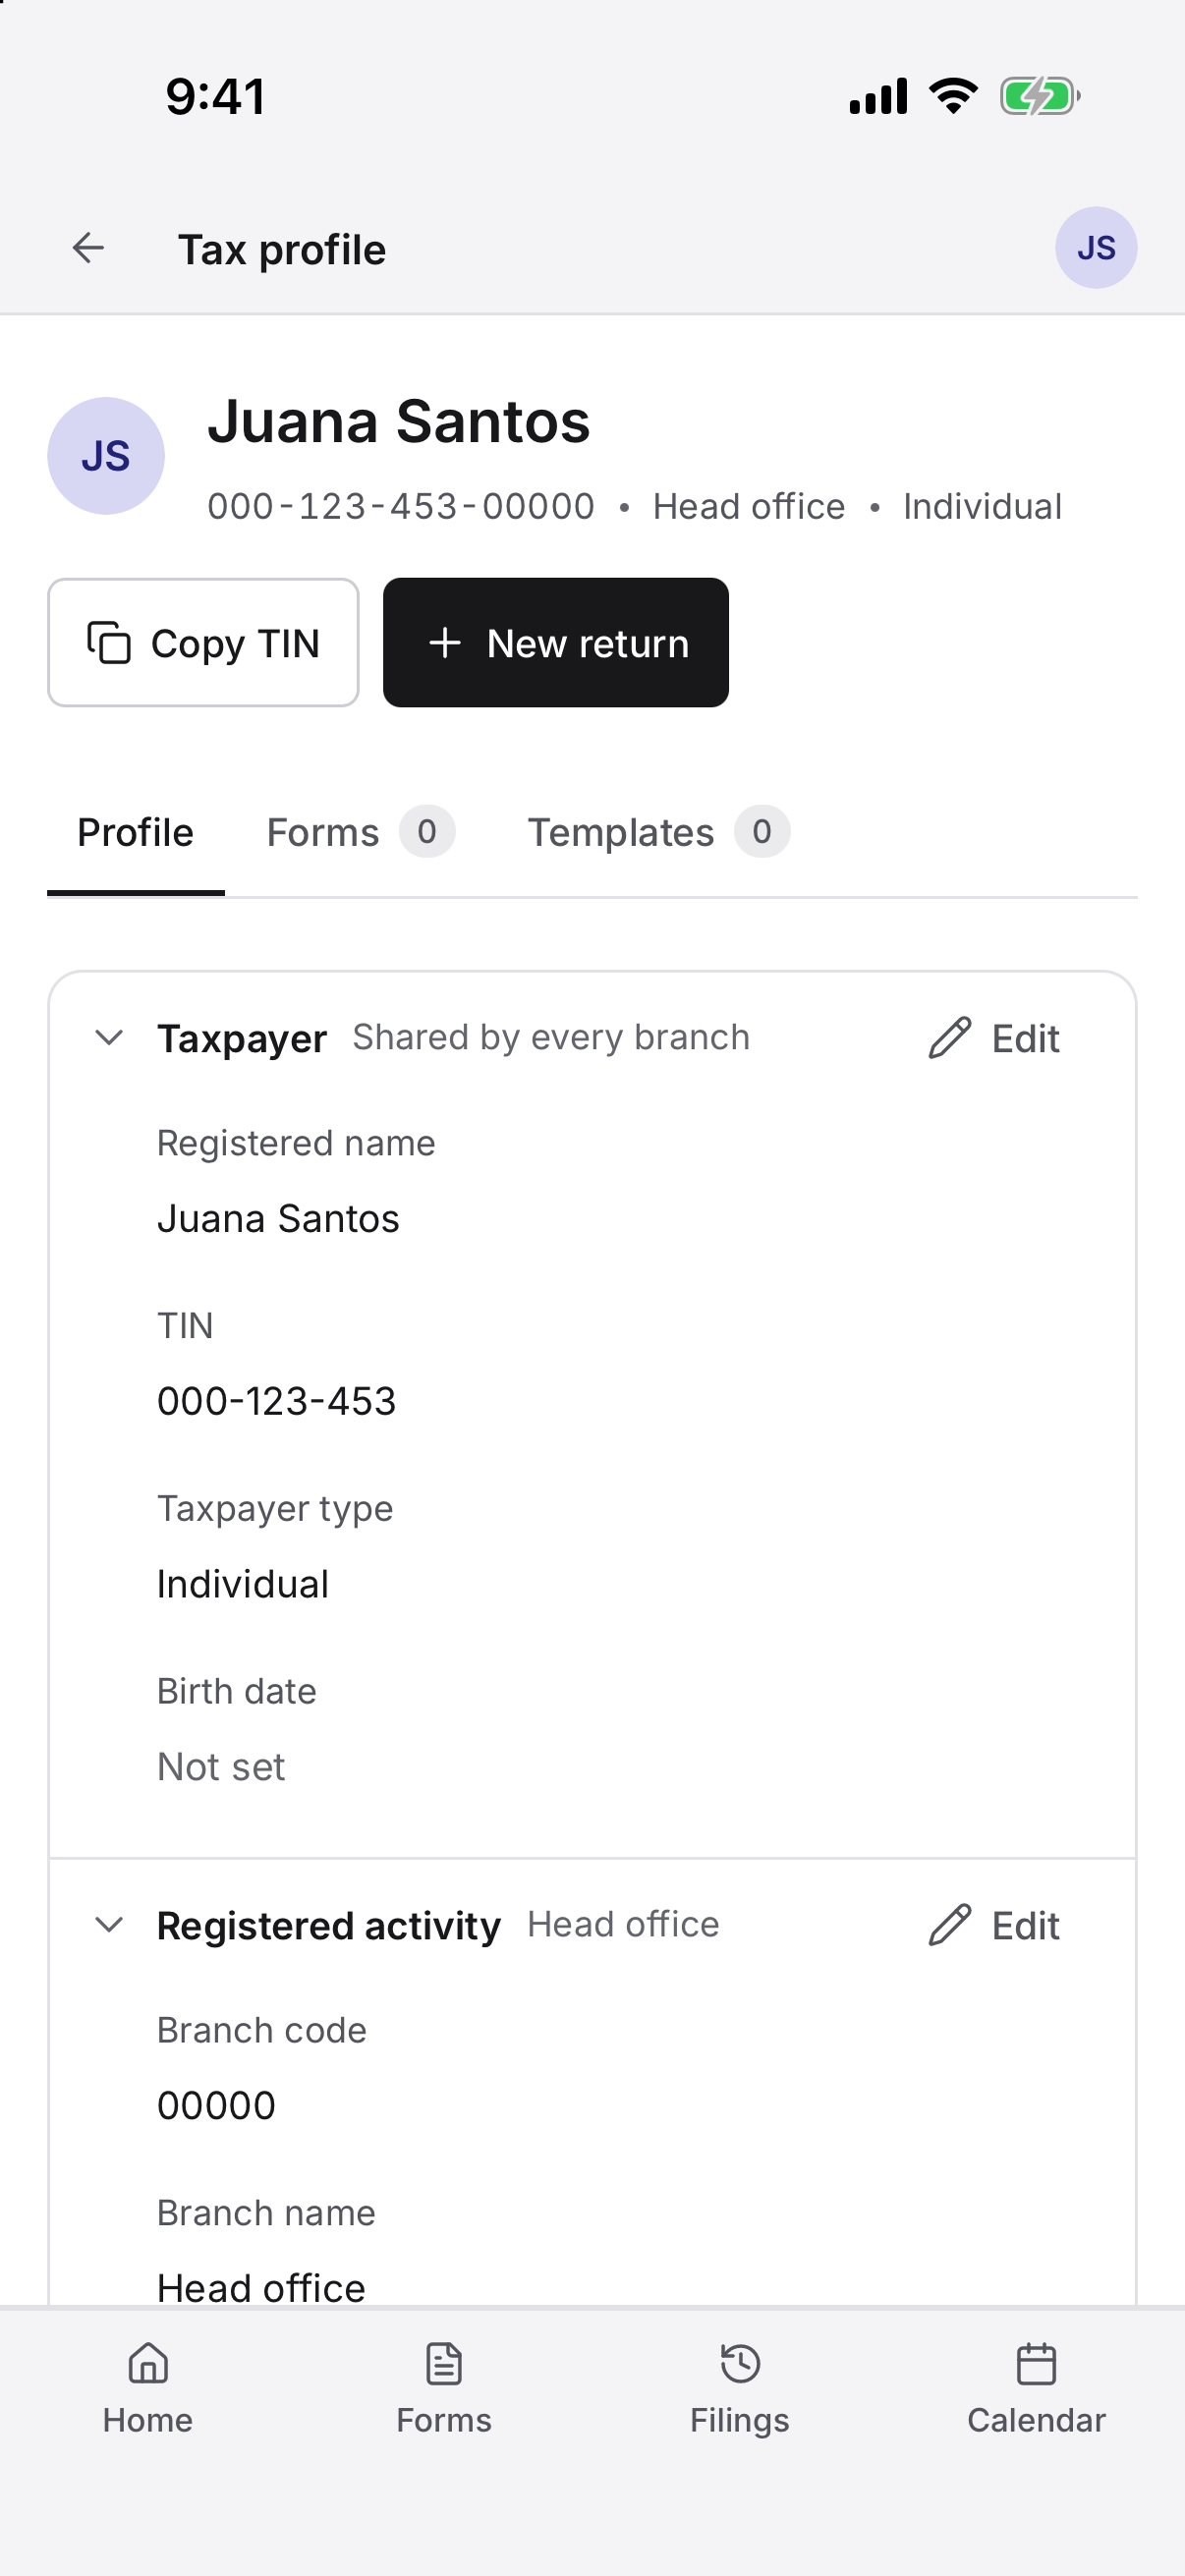 9:41
Tax profile
JS
JS
Juana Santos
000-123-453-00000 • Head office • Individual
Copy TIN
New return
Profile
Forms 0
Templates 0
Taxpayer Shared by every branch
Edit
Registered name
Juana Santos
TIN
000-123-453
Taxpayer type
Individual
Birth date
Not set
Registered activity Head office
Edit
Branch code
00000
Branch name
Head office
Home
Forms
Filings
Calendar